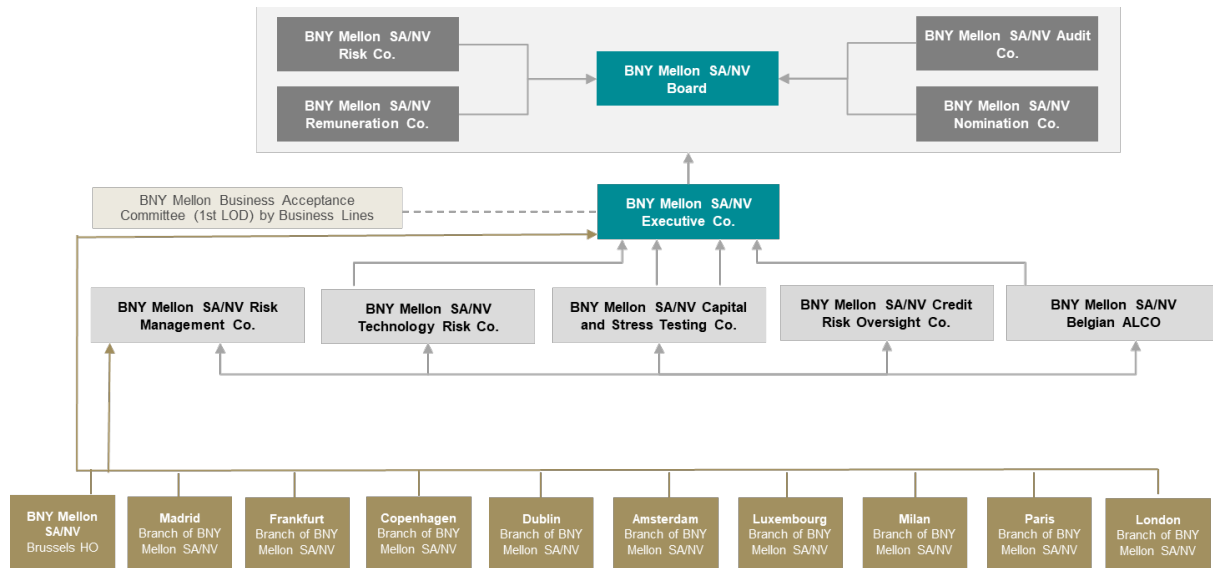 BNY Mellon SA/NV
Risk Co.
BNY Mellon SA/NV
Remuneration Co.
BNY Mellon SA/NV
Board
BNY Mellon SA/NV Audit
Co.
BNY Mellon SA/NV
Nomination Co.
BNY Mellon Business Acceptance
Committee (1st LOD) by Business Lines
BNY Mellon SA/NV
Executive Co.
BNY Mellon SA/NV Risk
Management Co.
BNY Mellon SA/NV
Technology Risk Co.
BNY Mellon SA/NV Capital
and Stress Testing Co.
BNY Mellon SA/NV Credit
Risk Oversight Co.
BNY Mellon SA/NV
Belgian ALCO
BNY Mellon
SA/NV
Brussels HO
Madrid
Branch of BNY
Mellon SA/NV
Frankfurt
Branch of BNY
Mellon SA/NV
Copenhagen
Branch of BNY
Mellon SA/NV
Dublin
Branch of BNY
Mellon SA/NV
Amsterdam
Branch of BNY
Mellon SA/NV
Luxembourg
Branch of BNY
Mellon SA/NV
Milan
Branch of BNY
Mellon SA/NV
Paris
Branch of BNY
Mellon SA/NV
London
Branch of BNY
Mellon SA/NV